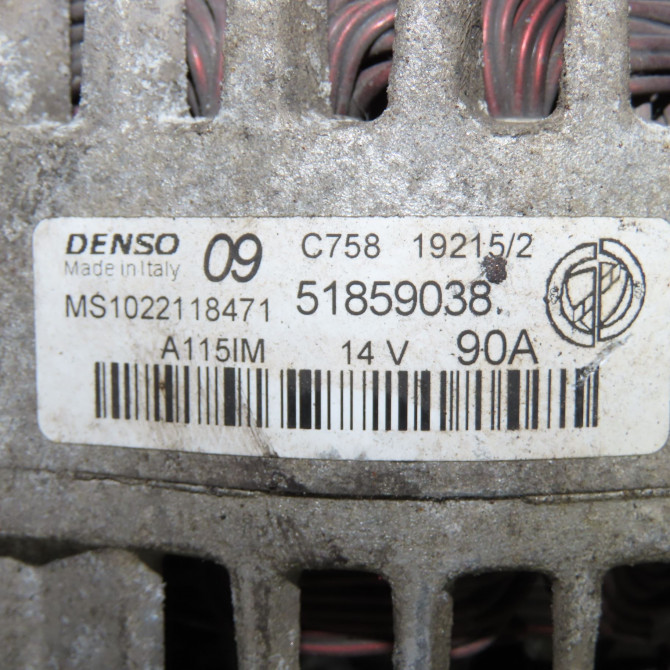 DENSO 09 C758 19215/2
Made in Italy
MS1022118471 51859038
A115IM 14 V 90A